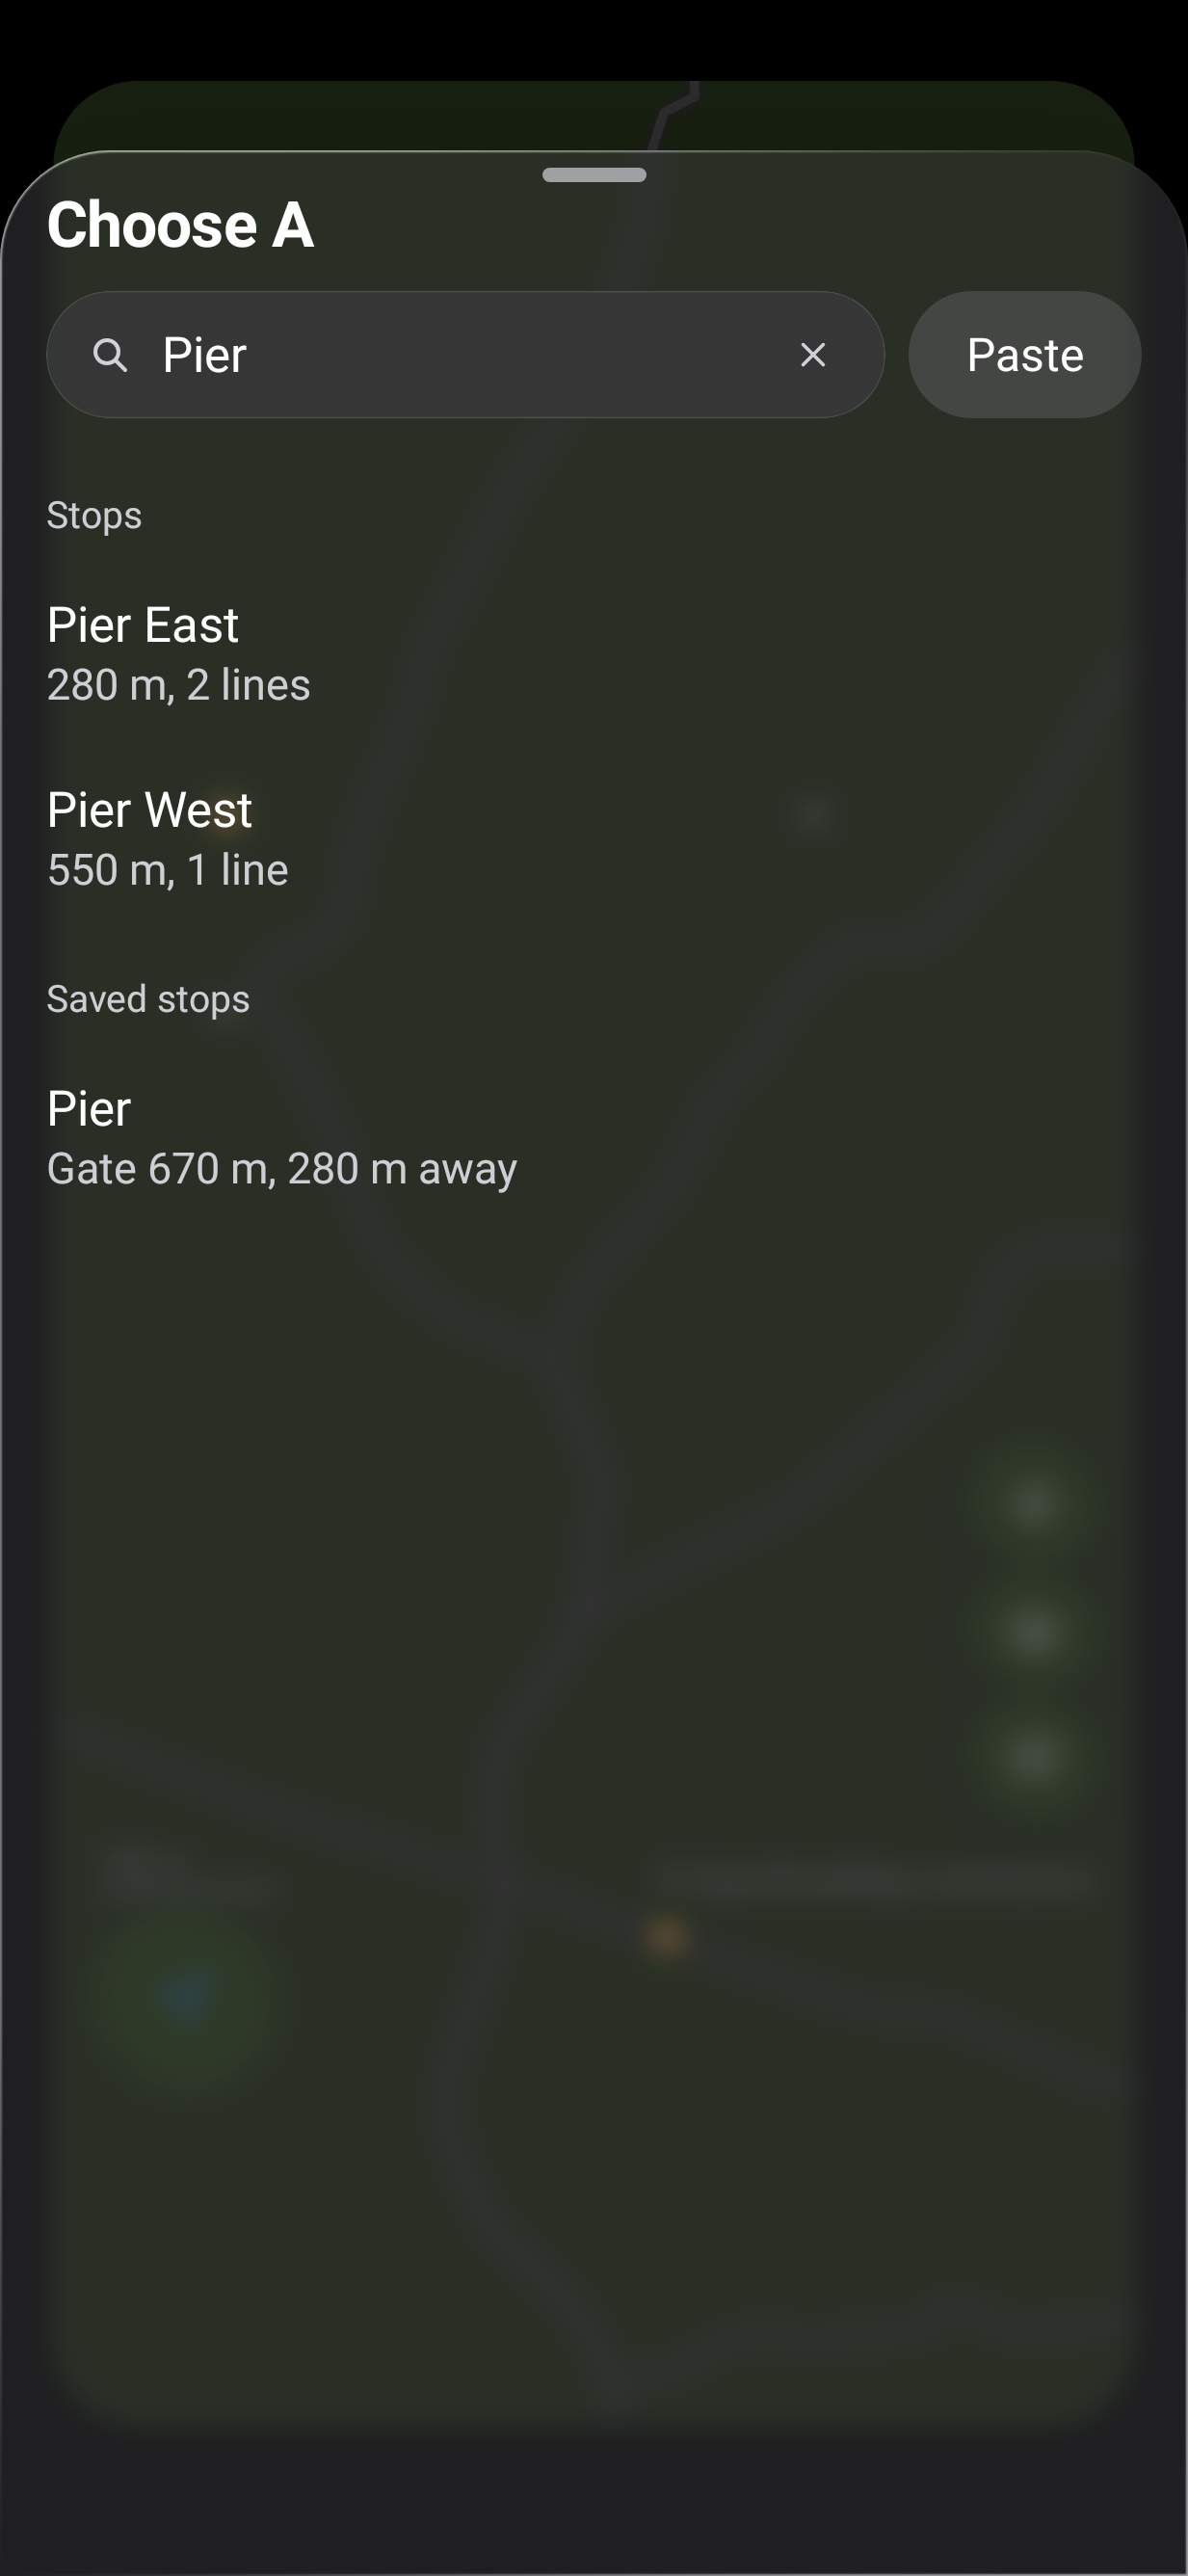 Choose A
Pier
Paste
Stops
Pier East
280 m, 2 lines
Pier West
550 m, 1 line
Saved stops
Pier
Gate 670 m, 280 m away